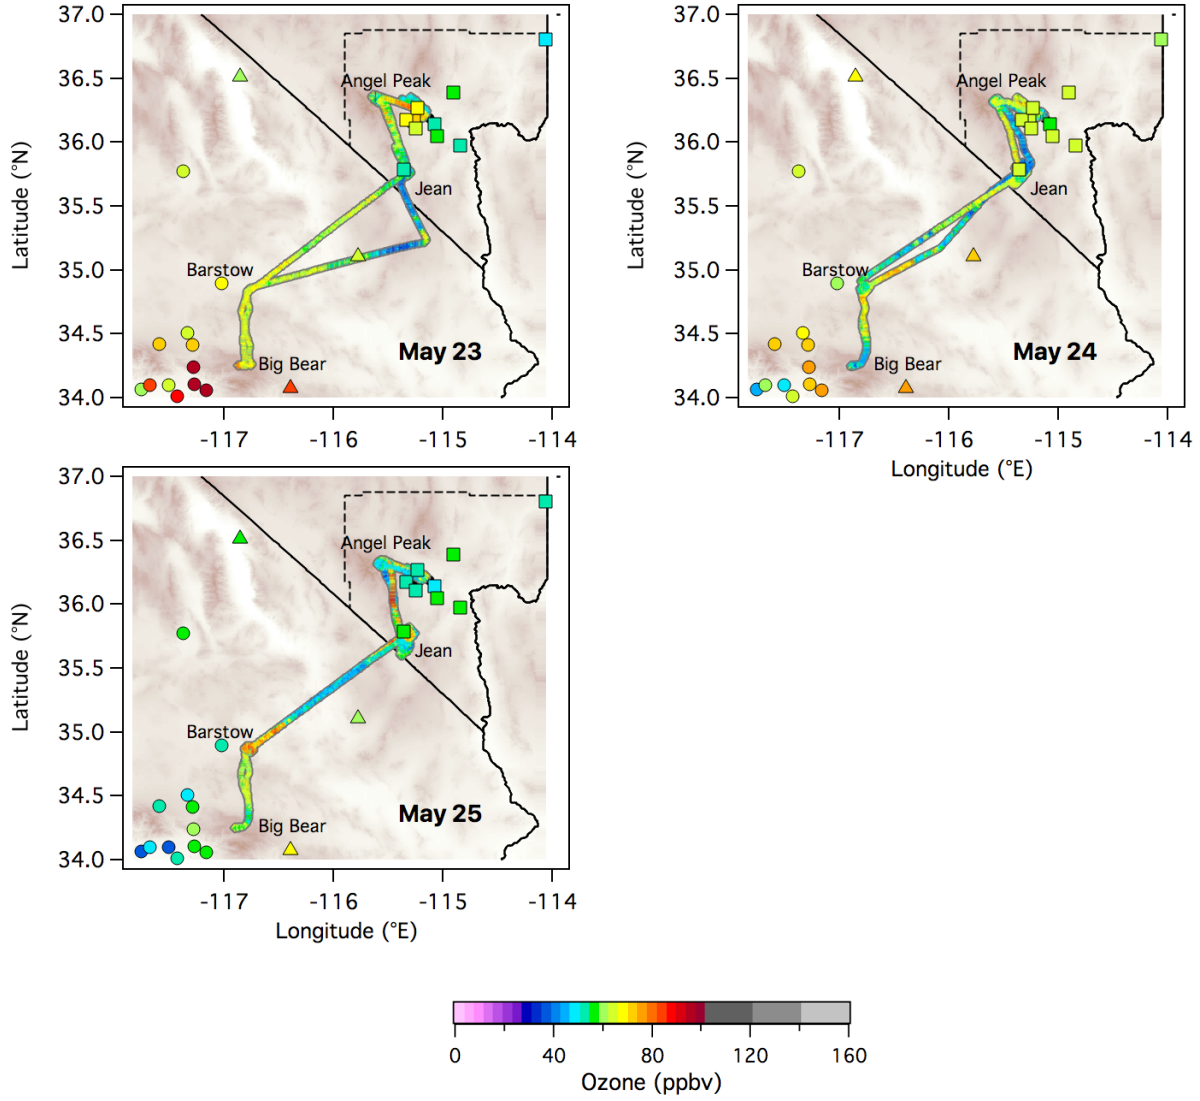 37.0
36.5
36.0
35.5
35.0
34.5
34.0
Latitude (°N)
Angel Peak
Jean
Barstow
Big Bear
May 23
-117
-116
-115
-114
37.0
36.5
36.0
35.5
35.0
34.5
34.0
Latitude (°N)
Angel Peak
Jean
Barstow
Big Bear
May 24
-117
-116
-115
-114
Longitude (°E)
37.0
36.5
36.0
35.5
35.0
34.5
34.0
Latitude (°N)
Angel Peak
Jean
Barstow
Big Bear
May 25
-117
-116
-115
-114
Longitude (°E)
0 40 80 120 160
Ozone (ppbv)